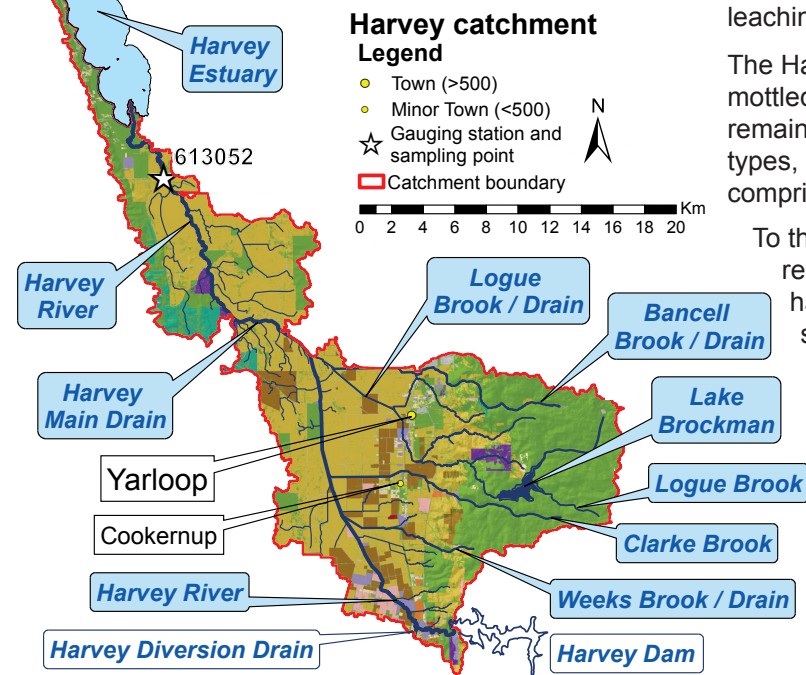 Harvey catchment
Legend
Town (>500)
Minor Town (<500)
Gauging station and
sampling point
Catchment boundary
N
Km
0 2 4 6 8 10 12 14 16 18 20
Harvey
Estuary
613052
Harvey
River
Logue
Brook / Drain
Bancell
Brook / Drain
Harvey
Main Drain
Lake
Brockman
Yarloop
Logue Brook
Cookernup
Clarke Brook
Harvey River
Weeks Brook / Drain
Harvey Diversion Drain
Harvey Dam
The Ha
mottled
remain
types,
compri
To th
re
h
s